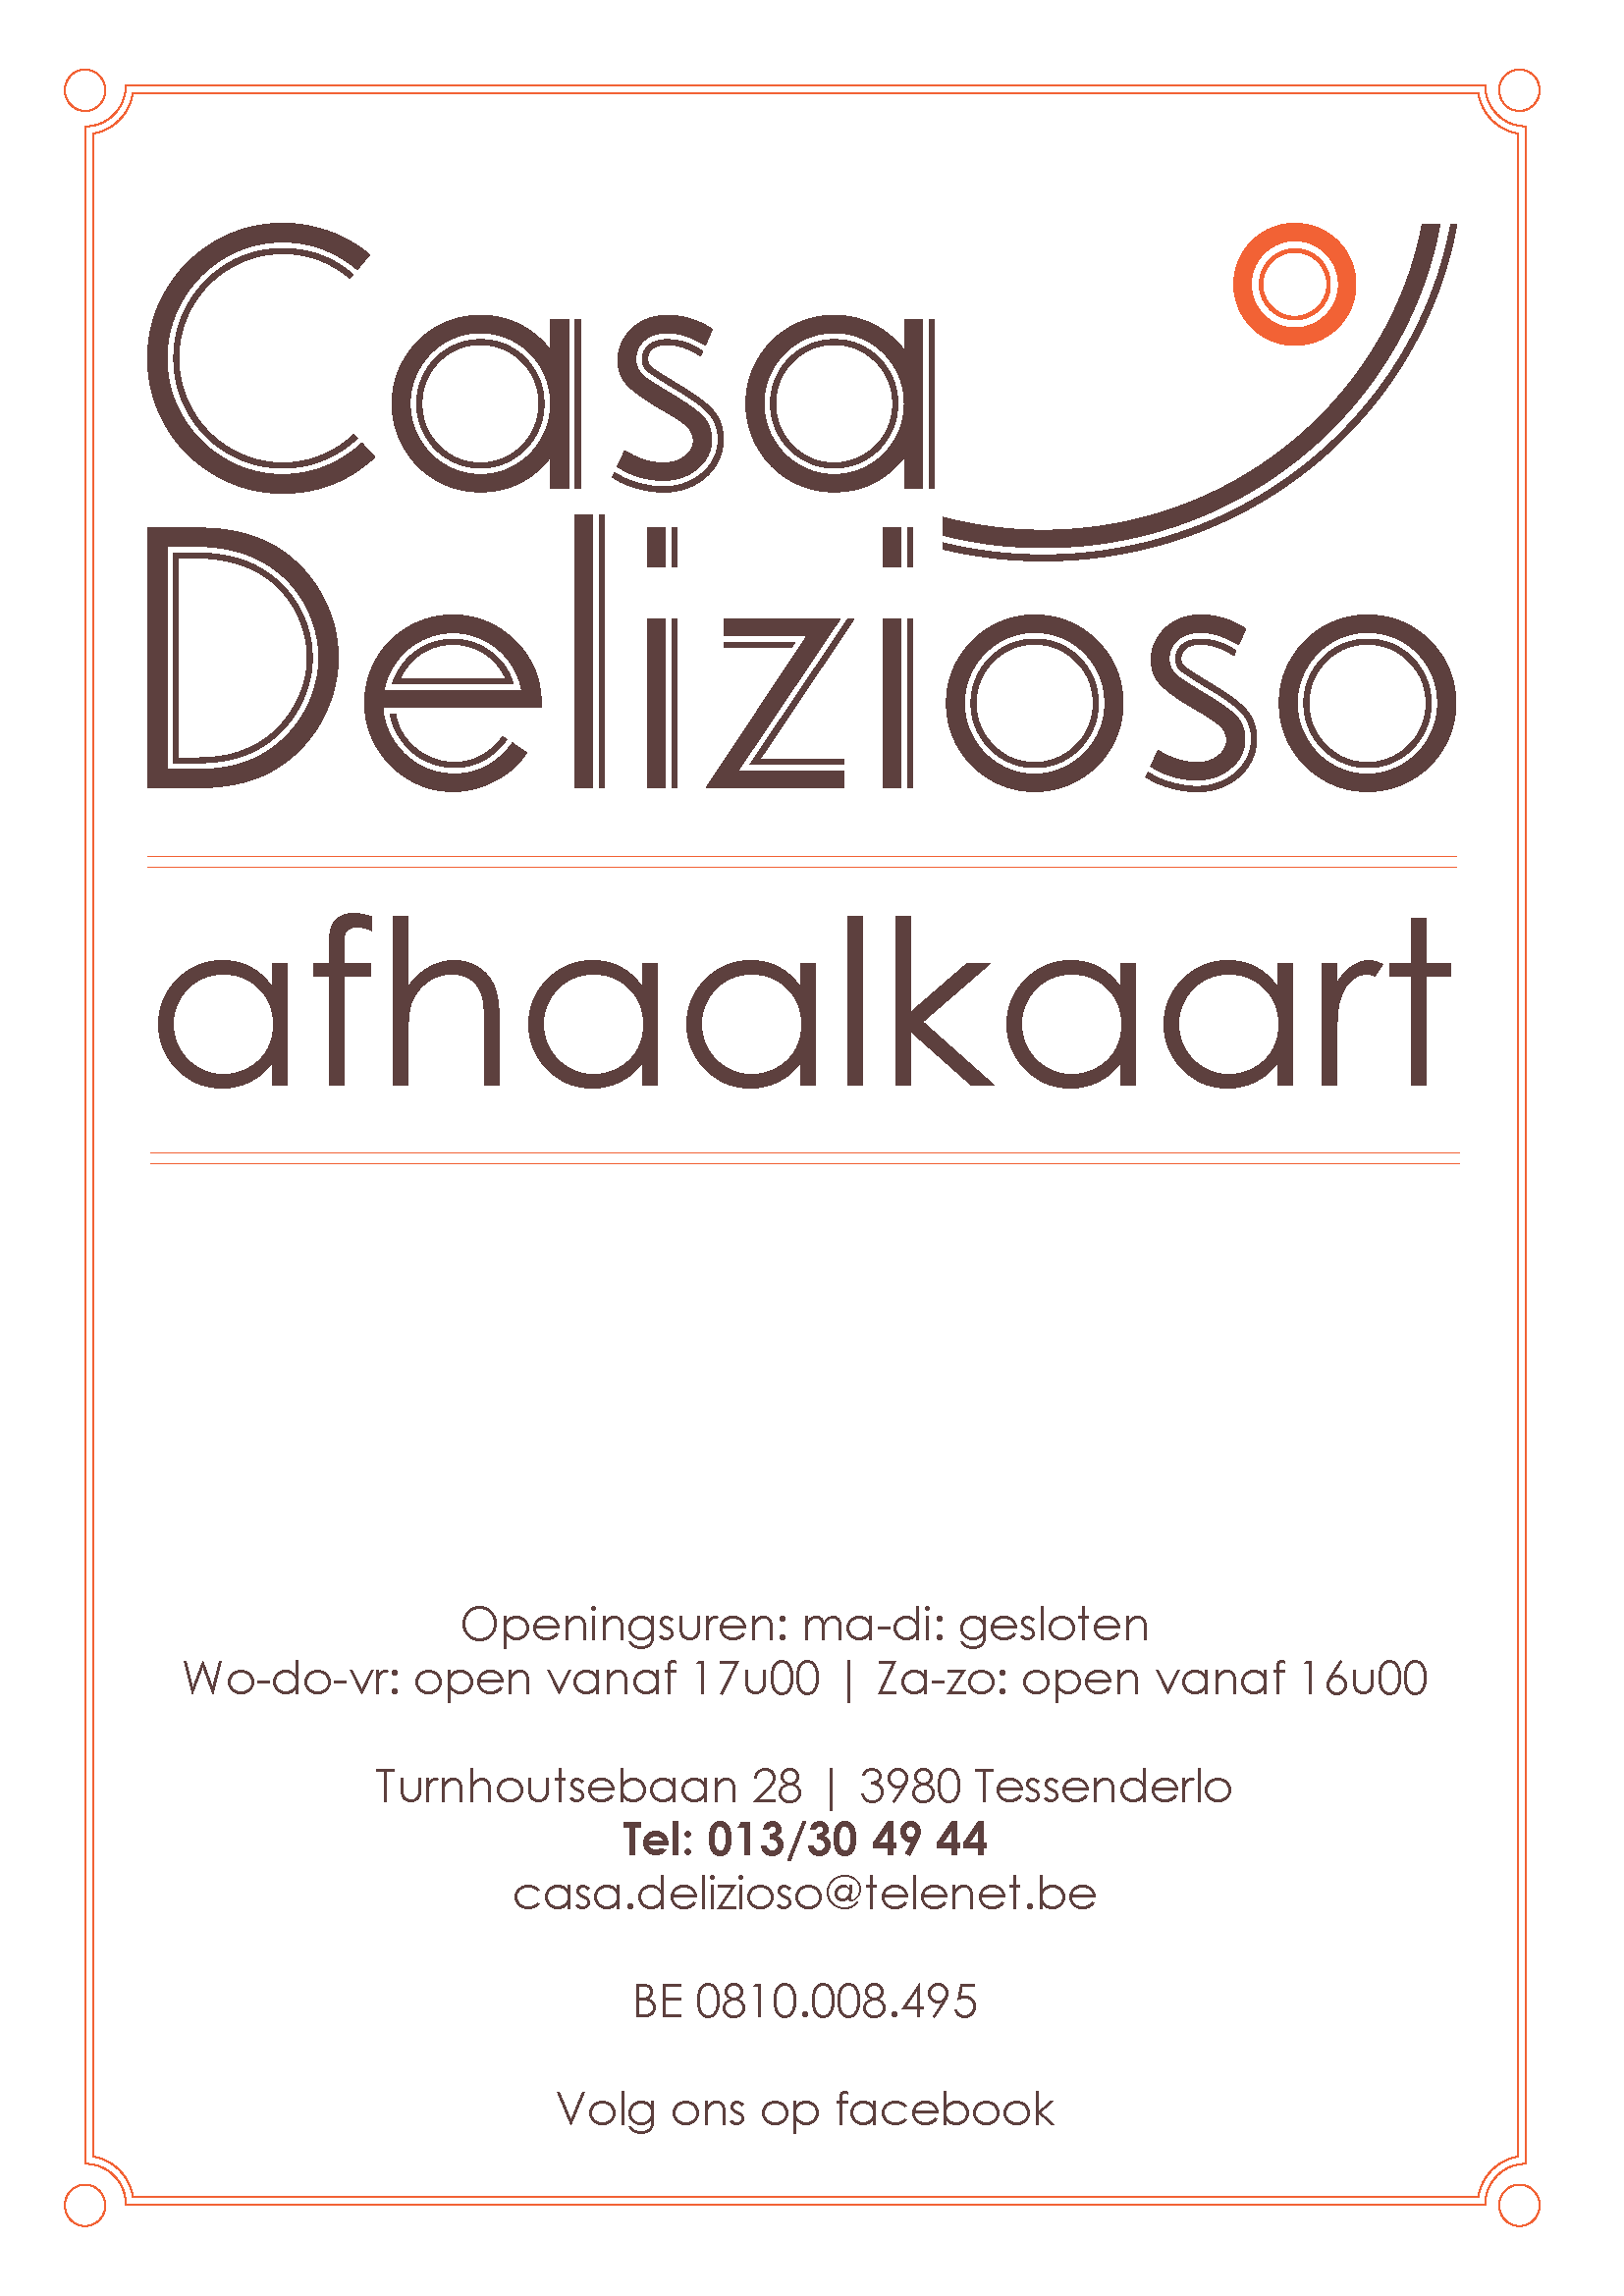 Casa
Delizioso
afhaalkaart
Openingsuren: ma-di: gesloten
Wo-do-vr: open vanaf 17u00 | Za-zo: open vanaf 16u00
Turnhoutsebaan 28 | 3980 Tessenderlo
Tel: 013/30 49 44
casa.delizioso@telenet.be
BE 0810.008.495
Volg ons op facebook